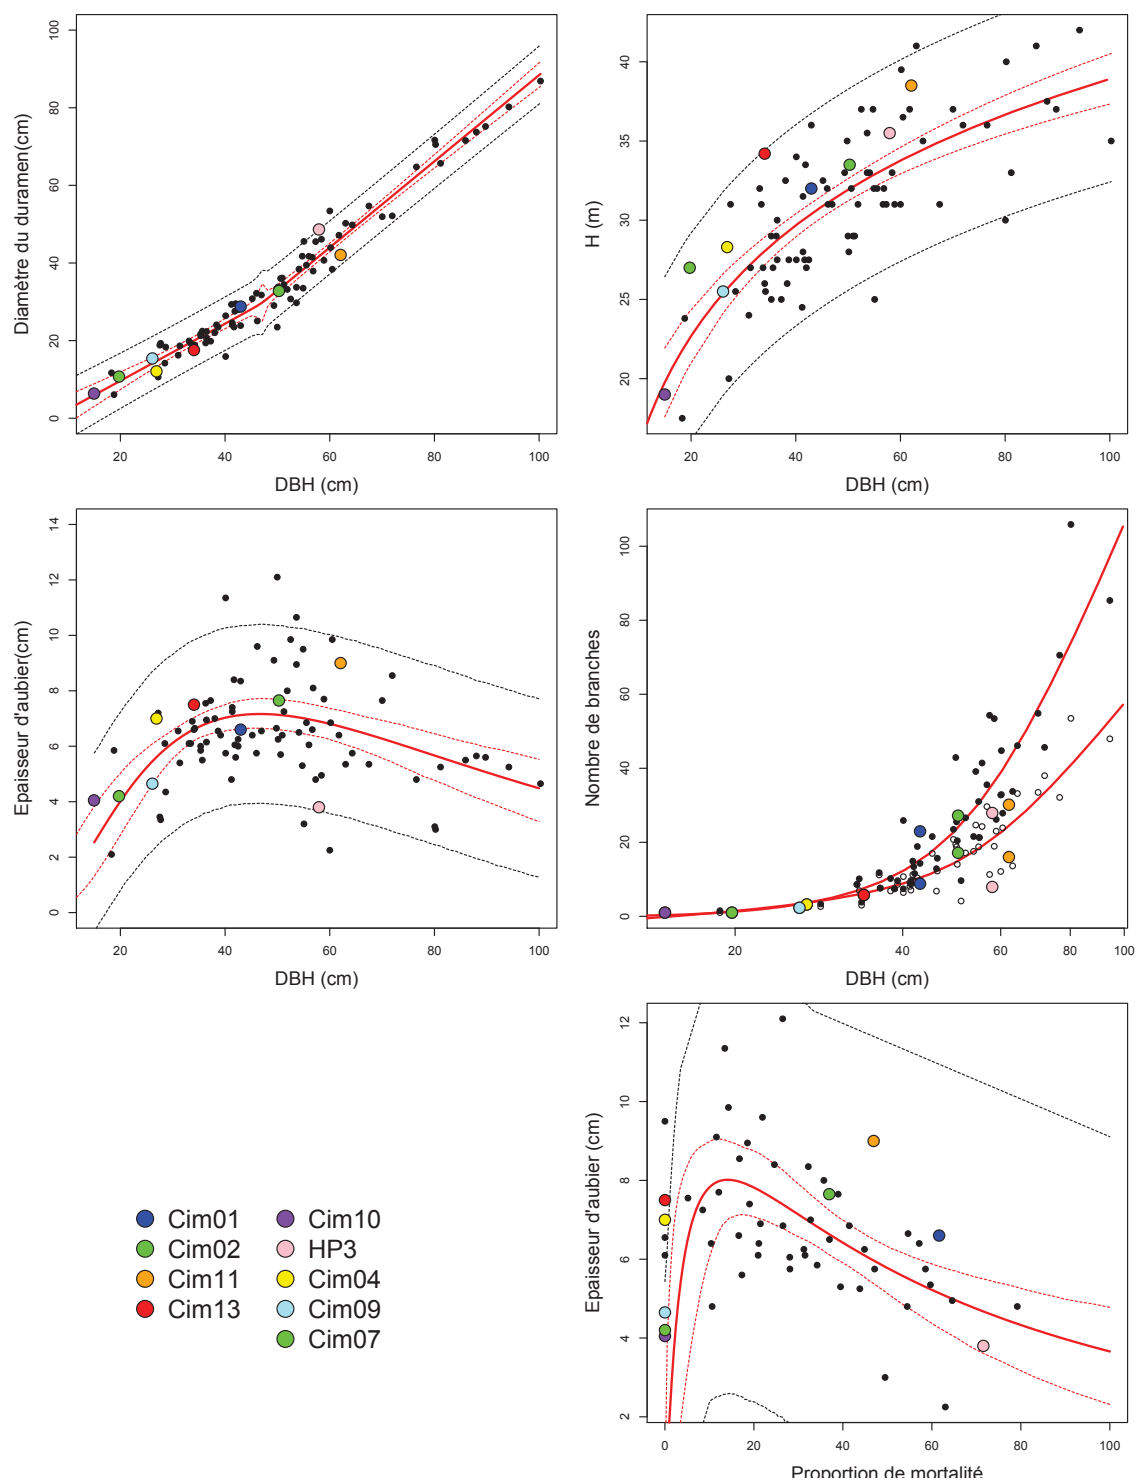 Diamètre du duramen(cm)
100
80
60
40
20
0
20 40 60 80 100
DBH (cm)
H (m)
40
35
30
25
20
20 40 60 80 100
DBH (cm)
Epaisseur d'aubier(cm)
14
12
10
8
6
4
2
0
20 40 60 80 100
DBH (cm)
Nombre de branches
100
80
60
40
20
0
20 40 60 80 100
DBH (cm)
Cim01
Cim02
Cim11
Cim13
Cim10
HP3
Cim04
Cim09
Cim07
Epaisseur d'aubier (cm)
12
10
8
6
4
2
0 20 40 60 80 100
Proportion de mortalité